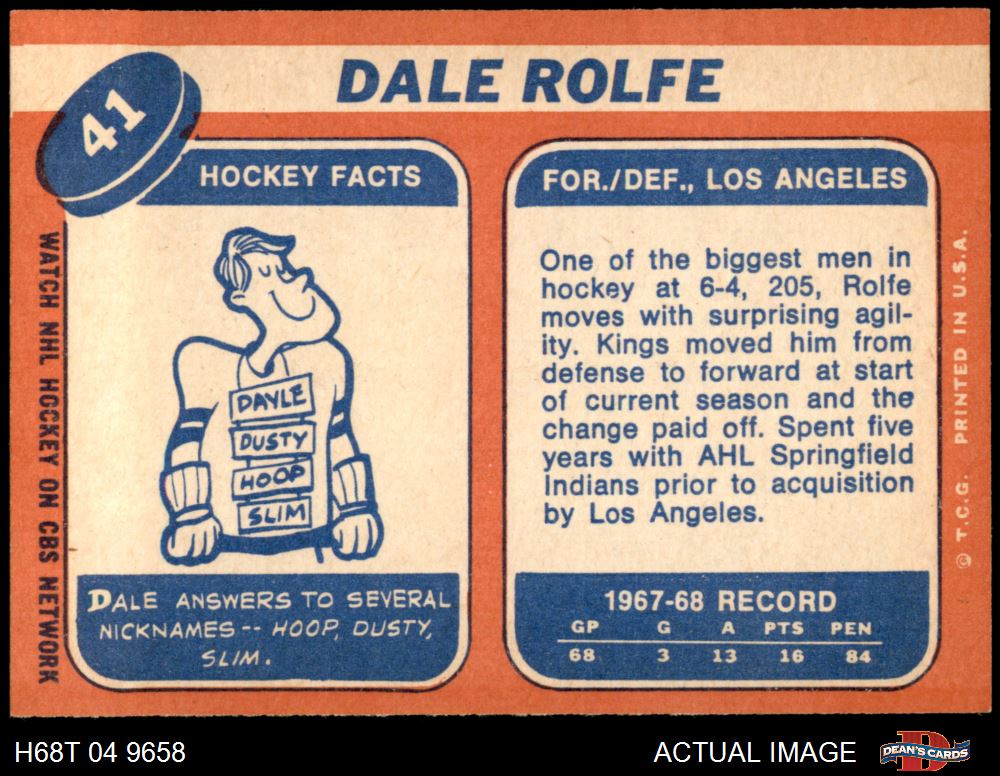 41
DALE ROLFE
HOCKEY FACTS
DAYLE
DUSTY
HOOP
SLIM
DALE ANSWERS TO SEVERAL
NICKNAMES -- HOOP, DUSTY,
SLIM.
WATCH NHL HOCKEY ON CBS NETWORK
FOR./DEF., LOS ANGELES
One of the biggest men in
hockey at 6-4, 205, Rolfe
moves with surprising agil-
ity. Kings moved him from
defense to forward at start
of current season and the
change paid off. Spent five
years with AHL Springfield
Indians prior to acquisition
by Los Angeles.
1967-68 RECORD
GP G A PTS PEN
68 3 13 16 84
© T.C.G. PRINTED IN U.S.A.
H68T 04 9658
ACTUAL IMAGE
D
DEAN'S CARDS